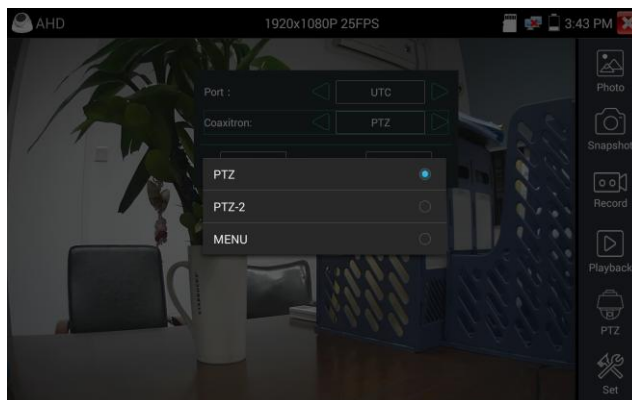 AHD
1920x1080P 25FPS
3:43 PM
Port :
UTC
Coaxitron:
PTZ
PTZ
PTZ-2
MENU
Photo
Snapshot
Record
Playback
PTZ
Set